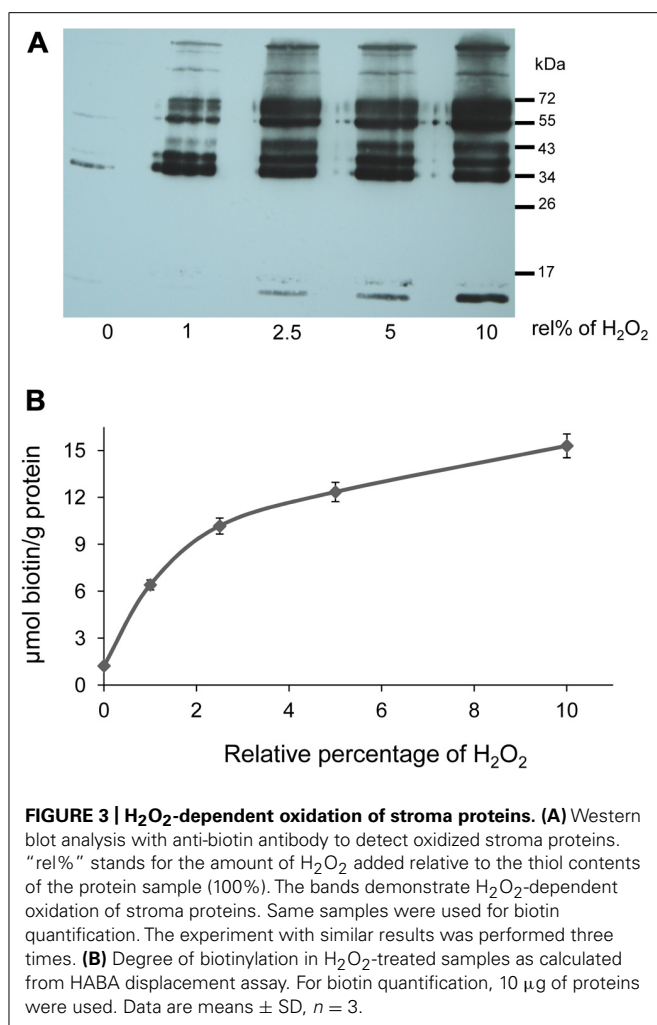 A
kDa
72
55
43
34
26
17
0 1 2.5 5 10 rel% of H₂O₂
B
15
12
9
6
3
0
µmol biotin/g protein
0 2 4 6 8 10
Relative percentage of H₂O₂
FIGURE 3 | H₂O₂-dependent oxidation of stroma proteins. (A) Western
blot analysis with anti-biotin antibody to detect oxidized stroma proteins.
“rel%” stands for the amount of H₂O₂ added relative to the thiol contents
of the protein sample (100%). The bands demonstrate H₂O₂-dependent
oxidation of stroma proteins. Same samples were used for biotin
quantification. The experiment with similar results was performed three
times. (B) Degree of biotinylation in H₂O₂-treated samples as calculated
from HABA displacement assay. For biotin quantification, 10 µg of proteins
were used. Data are means ± SD, n = 3.